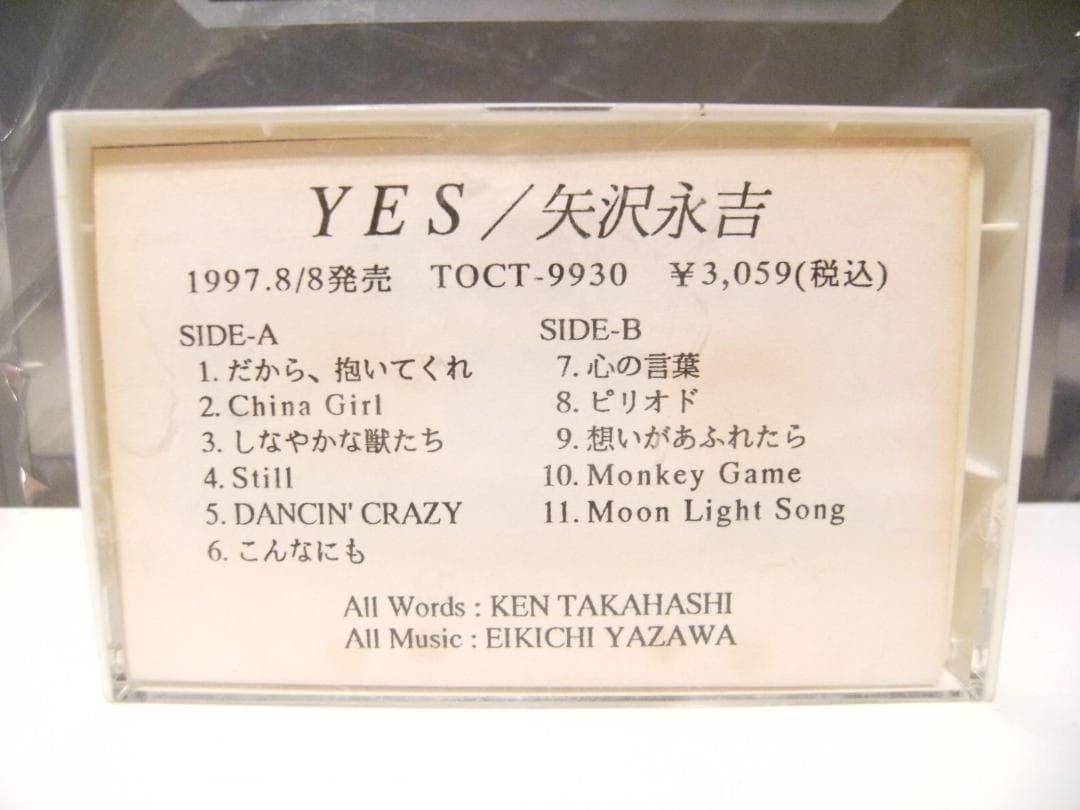 YES／矢沢永吉
1997.8/8発売 TOCT-9930 ￥3,059(税込)
SIDE-A
1. だから、抱いてくれ
2. China Girl
3. しなやかな獣たち
4. Still
5. DANCIN' CRAZY
6. こんなにも
SIDE-B
7. 心の言葉
8. ピリオド
9. 想いがあふれたら
10. Monkey Game
11. Moon Light Song
All Words : KEN TAKAHASHI
All Music : EIKICHI YAZAWA